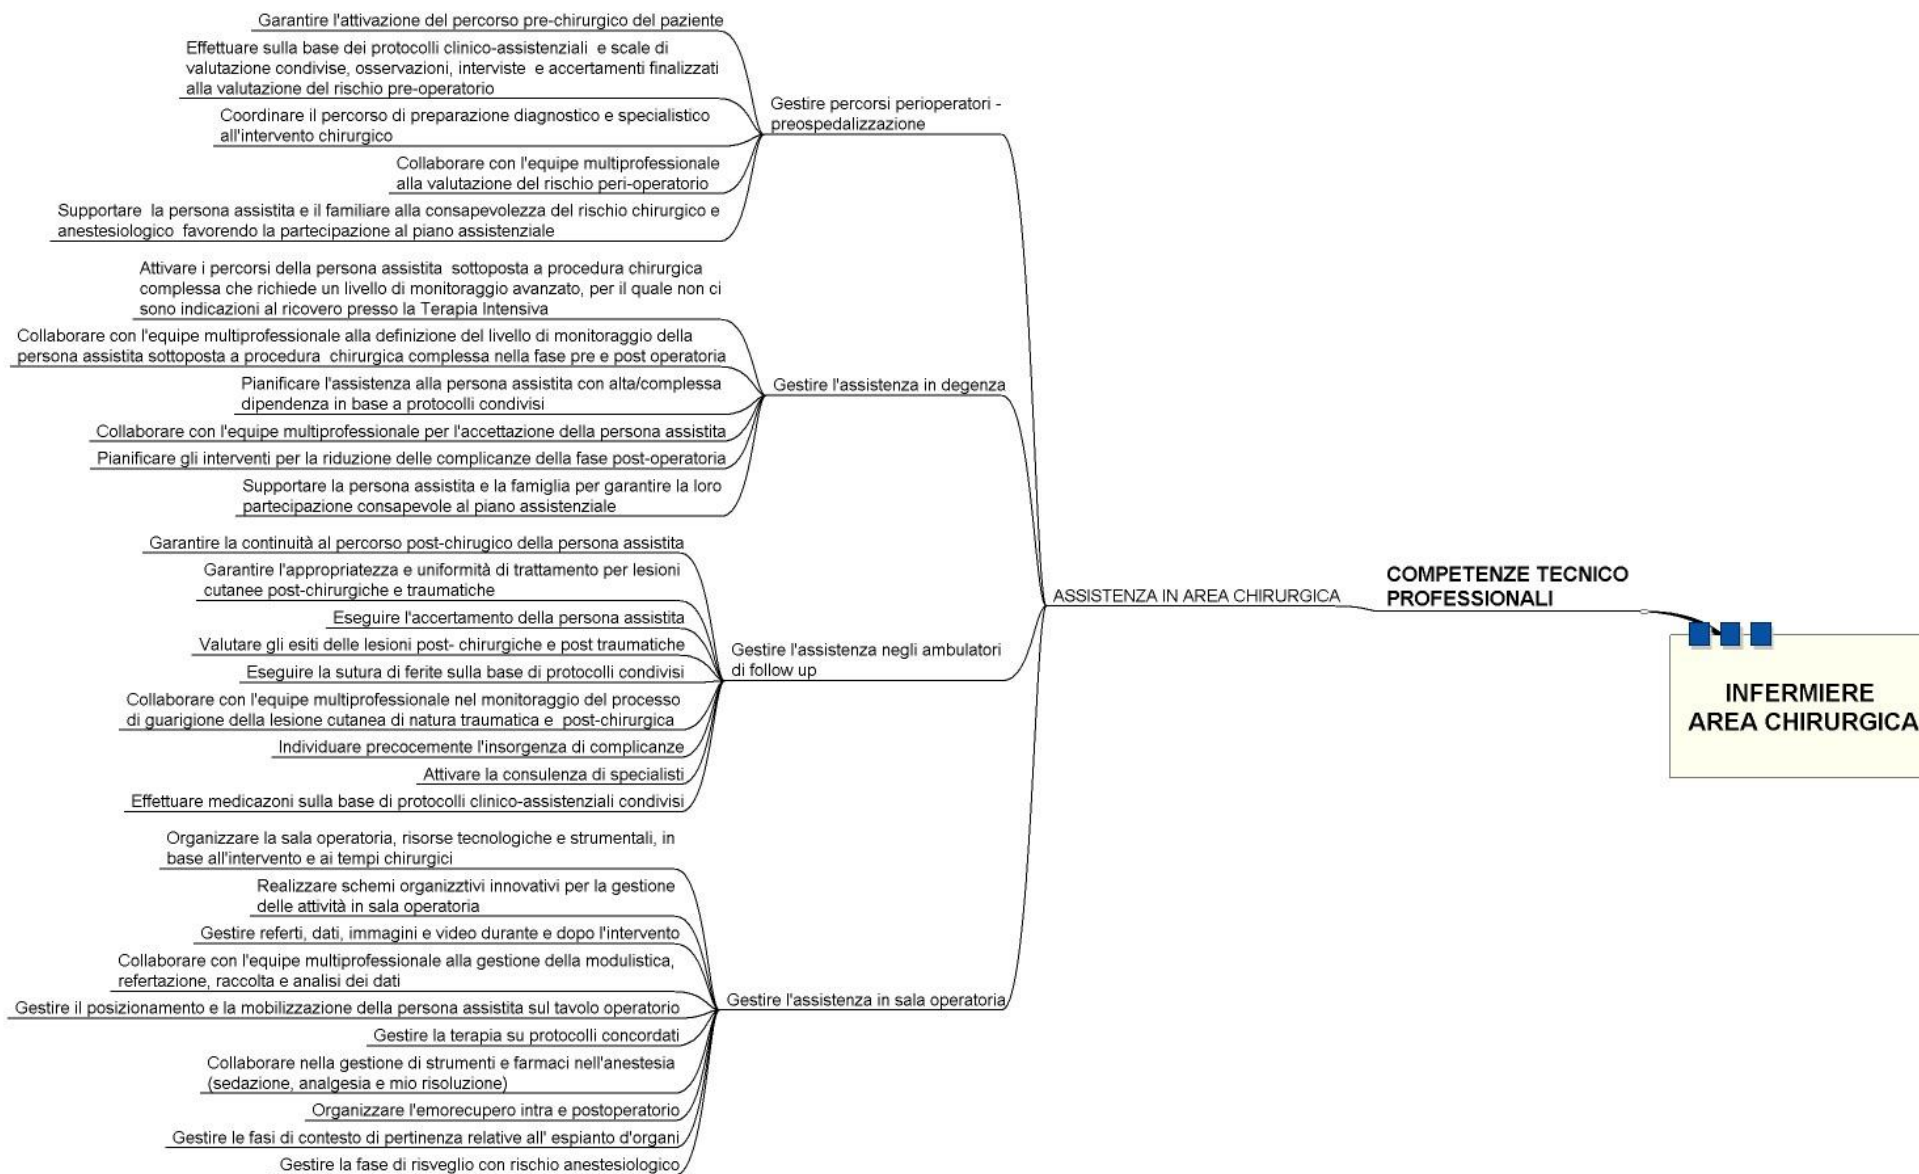 Garantire l'attivazione del percorso pre-chirurgico del paziente
Effettuare sulla base dei protocolli clinico-assistenziali e scale di
valutazione condivise, osservazioni, interviste e accertamenti finalizzati
alla valutazione del rischio pre-operatorio
Coordinare il percorso di preparazione diagnostico e specialistico
all'intervento chirurgico
Collaborare con l'equipe multiprofessionale
alla valutazione del rischio peri-operatorio
Supportare la persona assistita e il familiare alla consapevolezza del rischio chirurgico e
anestesiologico favorendo la partecipazione al piano assistenziale
Gestire percorsi perioperatori -
preospedalizzazione
Attivare i percorsi della persona assistita sottoposta a procedura chirurgica
complessa che richiede un livello di monitoraggio avanzato, per il quale non ci
sono indicazioni al ricovero presso la Terapia Intensiva
Collaborare con l'equipe multiprofessionale alla definizione del livello di monitoraggio della
persona assistita sottoposta a procedura chirurgica complessa nella fase pre e post operatoria
Pianificare l'assistenza alla persona assistita con alta/complessa
dipendenza in base a protocolli condivisi
Collaborare con l'equipe multiprofessionale per l'accettazione della persona assistita
Pianificare gli interventi per la riduzione delle complicanze della fase post-operatoria
Supportare la persona assistita e la famiglia per garantire la loro
partecipazione consapevole al piano assistenziale
Gestire l'assistenza in degenza
Garantire la continuità al percorso post-chirugico della persona assistita
Garantire l'appropriatezza e uniformità di trattamento per lesioni
cutanee post-chirurgiche e traumatiche
Eseguire l'accertamento della persona assistita
Valutare gli esiti delle lesioni post- chirurgiche e post traumatiche
Eseguire la sutura di ferite sulla base di protocolli condivisi
Collaborare con l'equipe multiprofessionale nel monitoraggio del processo
di guarigione della lesione cutanea di natura traumatica e post-chirurgica
Individuare precocemente l'insorgenza di complicanze
Attivare la consulenza di specialisti
Effettuare medicazoni sulla base di protocolli clinico-assistenziali condivisi
Gestire l'assistenza negli ambulatori
di follow up
Organizzare la sala operatoria, risorse tecnologiche e strumentali, in
base all'intervento e ai tempi chirurgici
Realizzare schemi organizztivi innovativi per la gestione
delle attività in sala operatoria
Gestire referti, dati, immagini e video durante e dopo l'intervento
Collaborare con l'equipe multiprofessionale alla gestione della modulistica,
refertazione, raccolta e analisi dei dati
Gestire il posizionamento e la mobilizzazione della persona assistita sul tavolo operatorio
Gestire la terapia su protocolli concordati
Collaborare nella gestione di strumenti e farmaci nell'anestesia
(sedazione, analgesia e mio risoluzione)
Organizzare l'emorecupero intra e postoperatorio
Gestire le fasi di contesto di pertinenza relative all' espianto d'organi
Gestire la fase di risveglio con rischio anestesiologico
Gestire l'assistenza in sala operatoria
ASSISTENZA IN AREA CHIRURGICA
COMPETENZE TECNICO
PROFESSIONALI
INFERMIERE
AREA CHIRURGICA